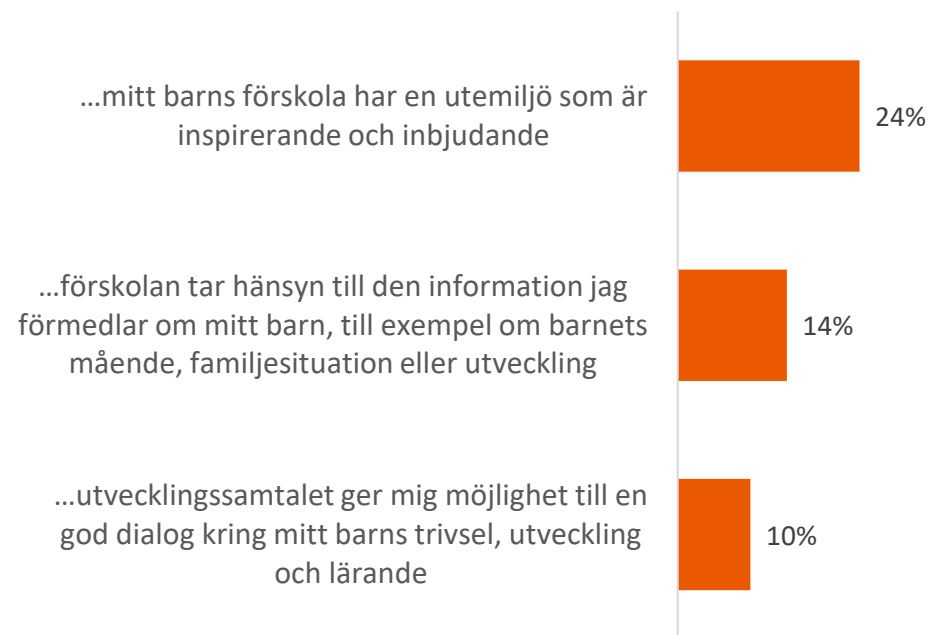 ...mitt barns förskola har en utemiljö som är
inspirerande och inbjudande
24%
...förskolan tar hänsyn till den information jag
förmedlar om mitt barn, till exempel om barnets
mående, familjesituation eller utveckling
14%
...utvecklingssamtalet ger mig möjlighet till en
god dialog kring mitt barns trivsel, utveckling
och lärande
10%